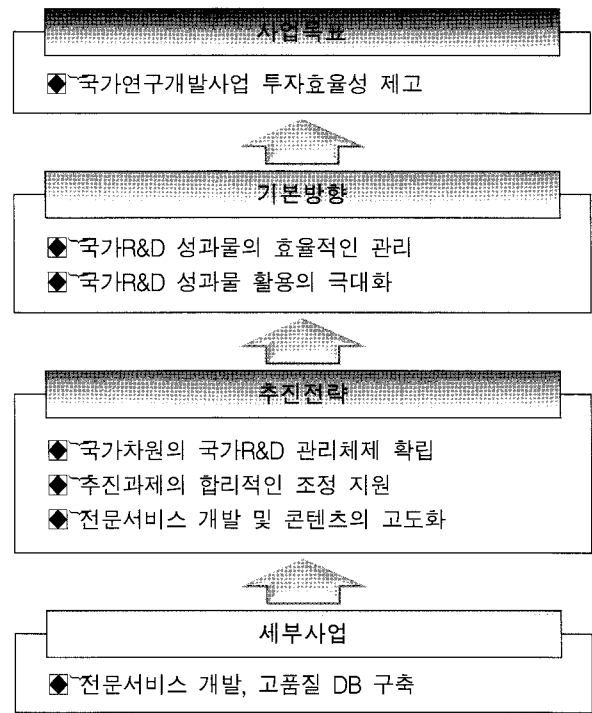 사업목표
국가연구개발사업 투자효율성 제고
기본방향
국가R&D 성과물의 효율적인 관리
국가R&D 성과물 활용의 극대화
추진전략
국가차원의 국가R&D 관리체제 확립
추진과제의 합리적인 조정 지원
전문서비스 개발 및 콘텐츠의 고도화
세부사업
전문서비스 개발, 고품질 DB 구축